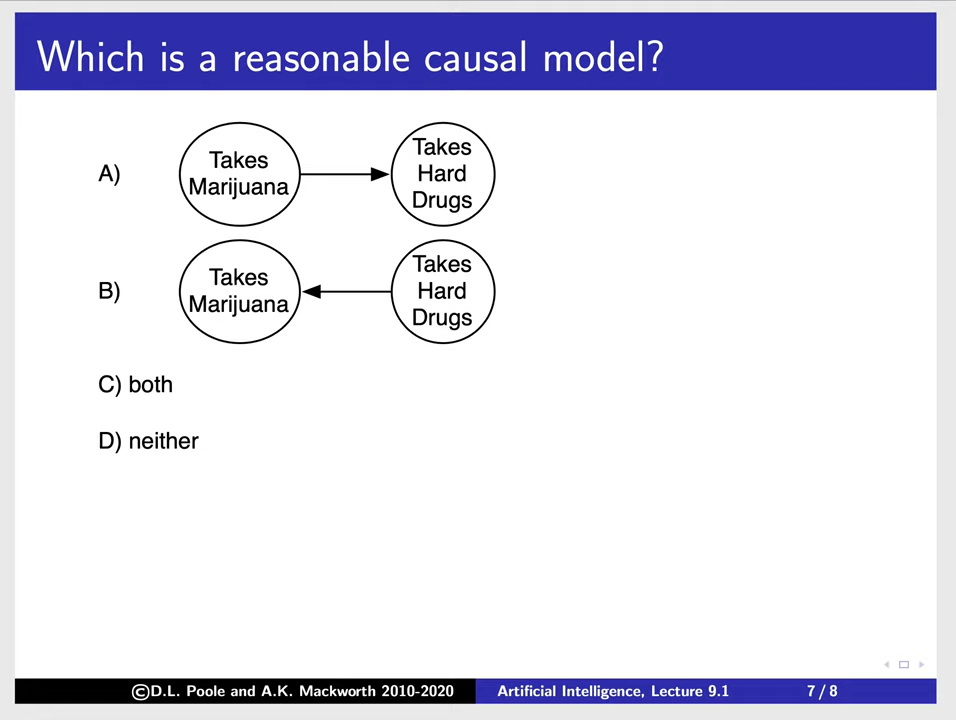 Which is a reasonable causal model?
A)
Takes
Marijuana
Takes
Hard
Drugs
B)
Takes
Marijuana
Takes
Hard
Drugs
C) both
D) neither
©D.L. Poole and A.K. Mackworth 2010-2020
Artificial Intelligence, Lecture 9.1
7 / 8